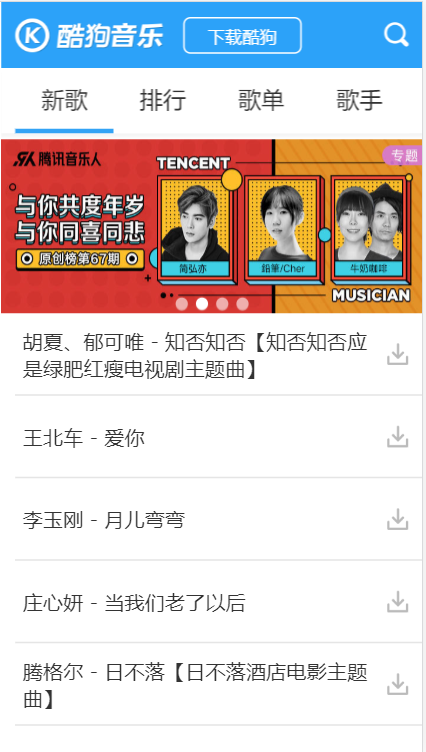 酷狗音乐
下载酷狗
新歌 排行 歌单 歌手
腾讯音乐人
TENCENT
专题
与你共度年岁
与你同喜同悲
原创榜第67期
简弘亦
鉛筆/Cher
牛奶咖啡
MUSICIAN
胡夏、郁可唯 - 知否知否【知否知否应
是绿肥红瘦电视剧主题曲】
王北车 - 爱你
李玉刚 - 月儿弯弯
庄心妍 - 当我们老了以后
腾格尔 - 日不落【日不落酒店电影主题
曲】